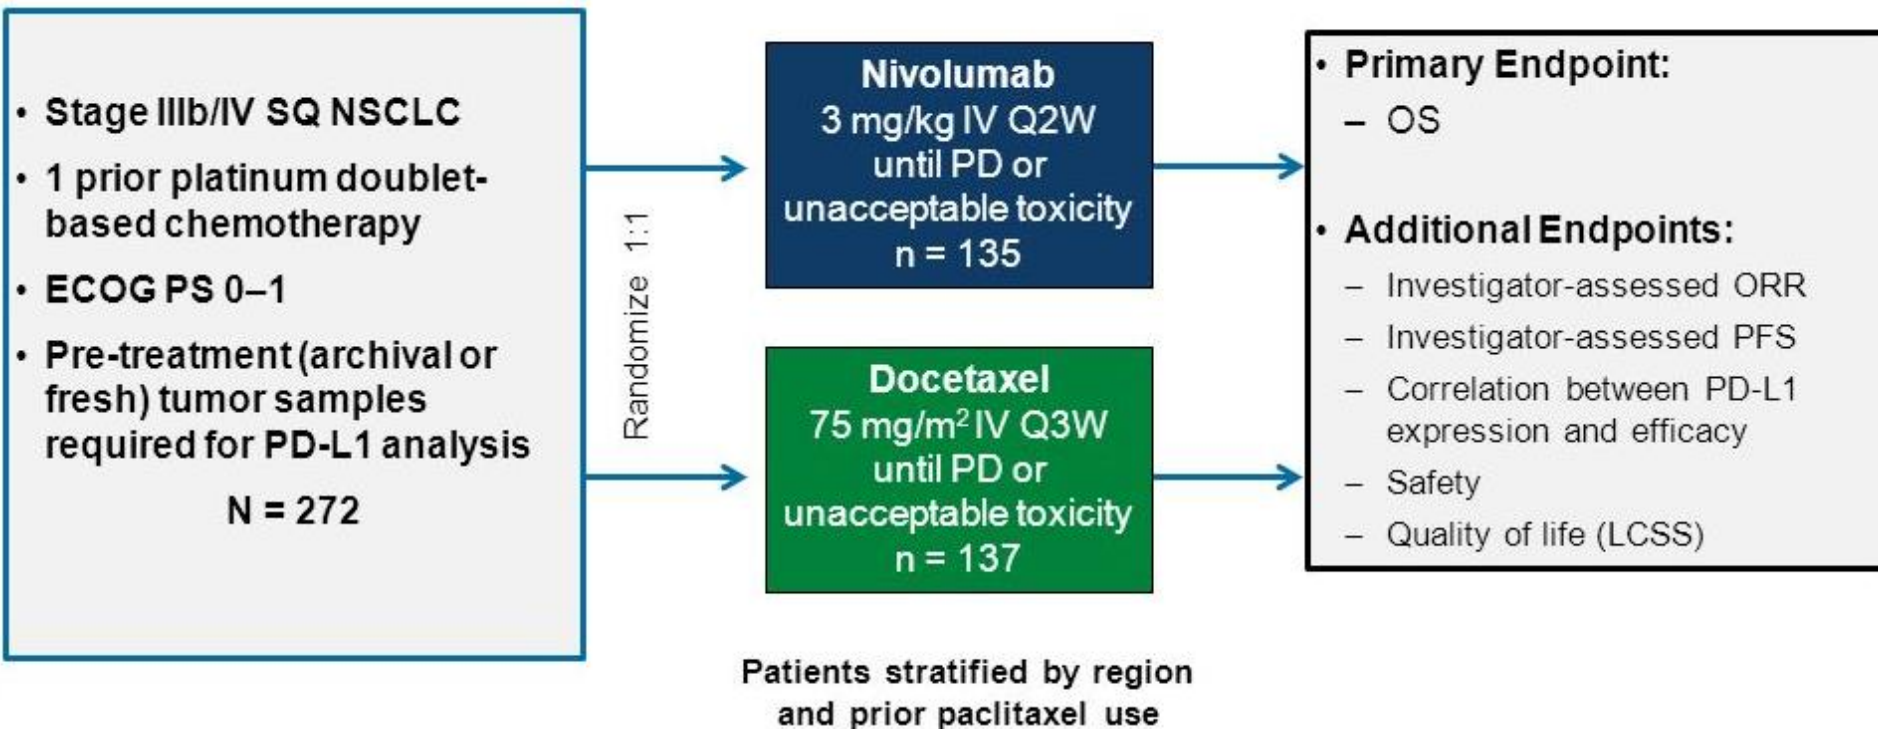 • Stage IIIb/IV SQ NSCLC
• 1 prior platinum doublet-
based chemotherapy
• ECOG PS 0–1
• Pre-treatment (archival or
fresh) tumor samples
required for PD-L1 analysis
N = 272
Randomize 1:1
Nivolumab
3 mg/kg IV Q2W
until PD or
unacceptable toxicity
n = 135
Docetaxel
75 mg/m² IV Q3W
until PD or
unacceptable toxicity
n = 137
Patients stratified by region
and prior paclitaxel use
• Primary Endpoint:
– OS
• Additional Endpoints:
– Investigator-assessed ORR
– Investigator-assessed PFS
– Correlation between PD-L1
expression and efficacy
– Safety
– Quality of life (LCSS)